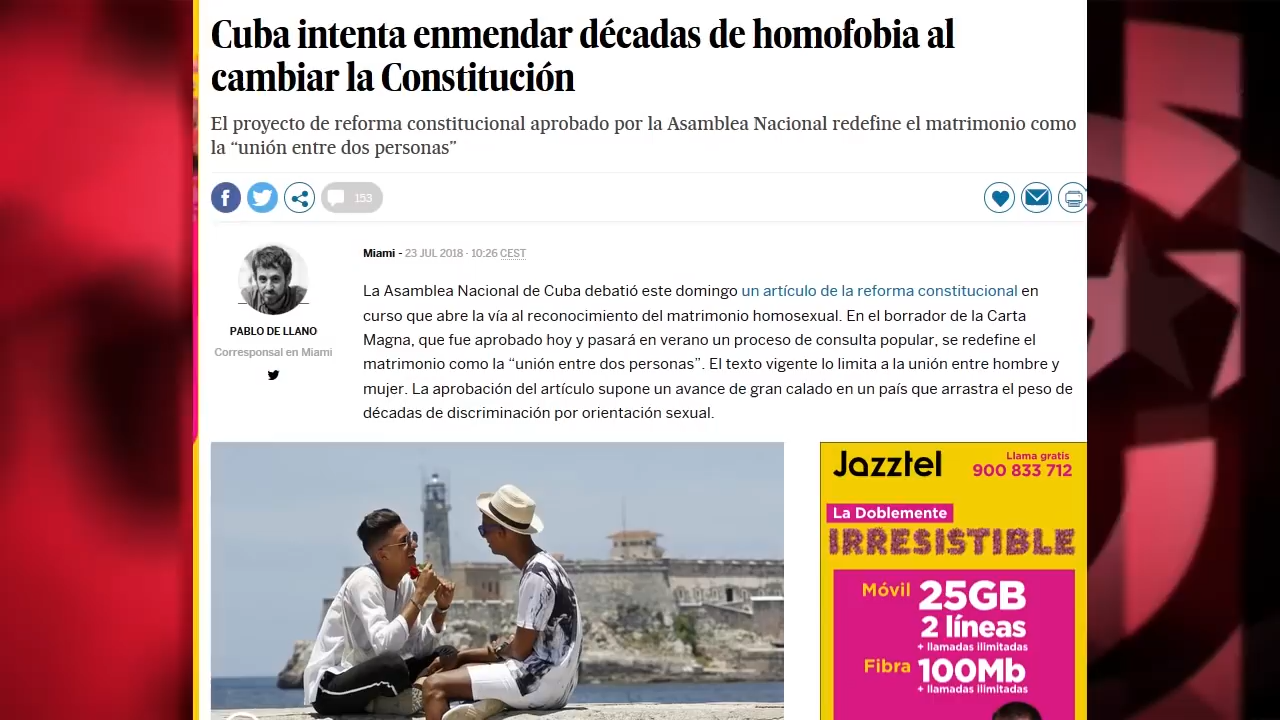 Cuba intenta enmendar décadas de homofobia al
cambiar la Constitución
El proyecto de reforma constitucional aprobado por la Asamblea Nacional redefine el matrimonio como
la “unión entre dos personas”
153
Miami - 23 JUL 2018 - 10:26 CEST
PABLO DE LLANO
Corresponsal en Miami
La Asamblea Nacional de Cuba debatió este domingo un artículo de la reforma constitucional en
curso que abre la vía al reconocimiento del matrimonio homosexual. En el borrador de la Carta
Magna, que fue aprobado hoy y pasará en verano un proceso de consulta popular, se redefine el
matrimonio como la “unión entre dos personas”. El texto vigente lo limita a la unión entre hombre y
mujer. La aprobación del artículo supone un avance de gran calado en un país que arrastra el peso de
décadas de discriminación por orientación sexual.
Jazztel
Llama gratis
900 833 712
La Doblemente
IRRESISTIBLE
Móvil 25GB
2 líneas
+ llamadas ilimitadas
Fibra 100Mb
+ llamadas ilimitadas